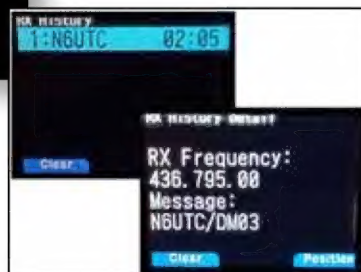 RX History
1:N6UTC 02:05
Clear
RX History Detail
RX Frequency:
436.795.00
Message:
N6UTC/DM03
Clear Position